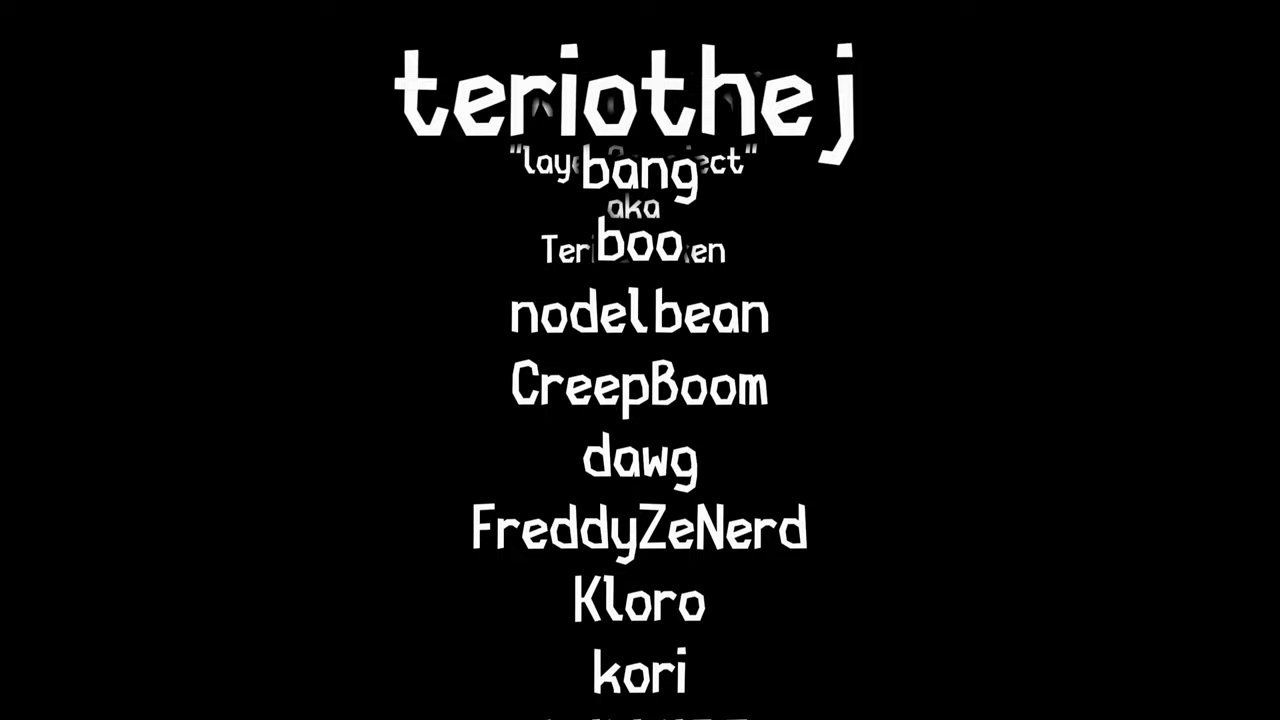 teriothej
bang
aka
boo
nodelbean
CreepBoom
dawg
FreddyZeNerd
Kloro
kori